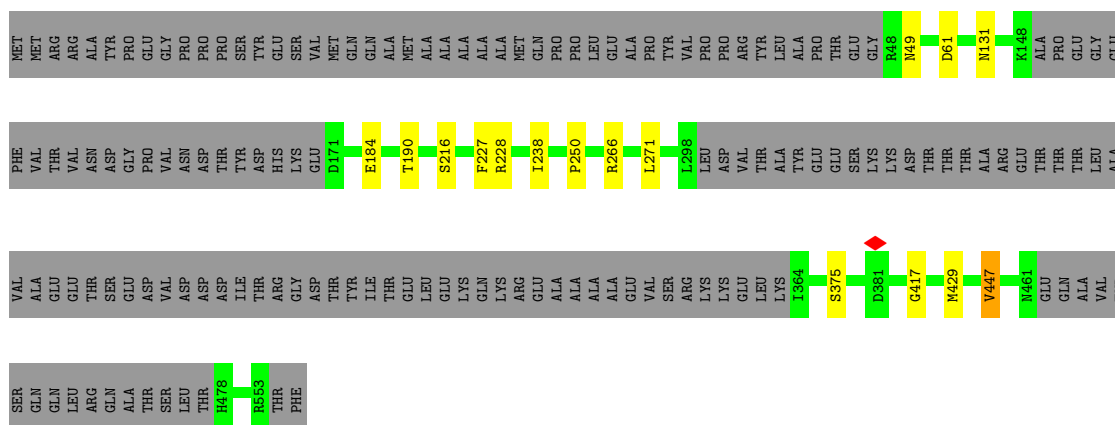 MET MET ARG ARG ALA TYR PRO GLU GLY PRO PRO PRO SER TYR GLU SER VAL MET GLN GLN ALA MET ALA ALA ALA ALA ALA MET GLN PRO PRO LEU GLU ALA PRO TYR VAL PRO PRO ARG TYR LEU ALA PRO THR GLU GLY R48 N49 D61 N131 K148 ALA PRO GLU GLY GLU
PHE VAL THR VAL ASN ASP GLY PRO VAL ASN ASP THR TYR ASP HIS LYS GLU D171 E184 T190 S216 F227 R228 I238 P250 R266 L271 L298 LEU ASP VAL THR ALA TYR GLU GLU SER LYS LYS ASP THR THR THR ALA ARG GLU THR THR THR LEU ALA
VAL ALA GLU GLU THR SER GLU ASP VAL ASP ASP ASP ILE THR ARG GLY ASP THR TYR ILE THR GLU LEU GLU LYS GLN LYS ARG GLU ALA ALA ALA ALA GLU VAL SER ARG LYS LYS GLU LEU LYS I364 S375 D381 G417 M429 V447 N461 GLU GLN ALA VAL
SER GLN GLN LEU ARG GLN ALA THR SER LEU THR H478 R553 THR PHE